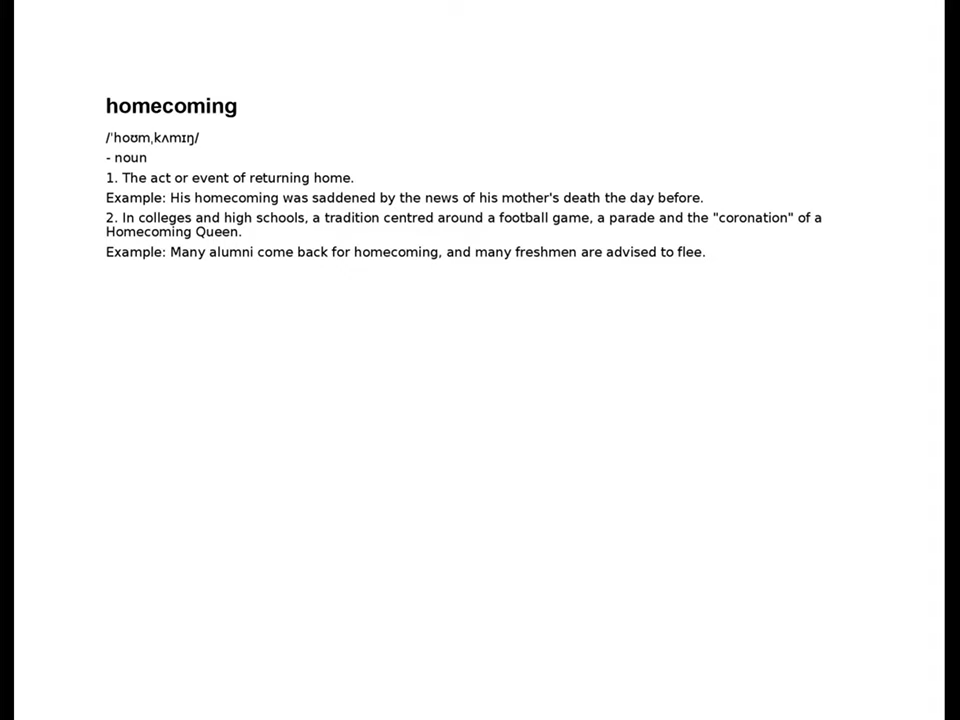 homecoming
/ˈhoʊmˌkʌmɪŋ/
- noun
1. The act or event of returning home.
Example: His homecoming was saddened by the news of his mother's death the day before.
2. In colleges and high schools, a tradition centred around a football game, a parade and the "coronation" of a
Homecoming Queen.
Example: Many alumni come back for homecoming, and many freshmen are advised to flee.